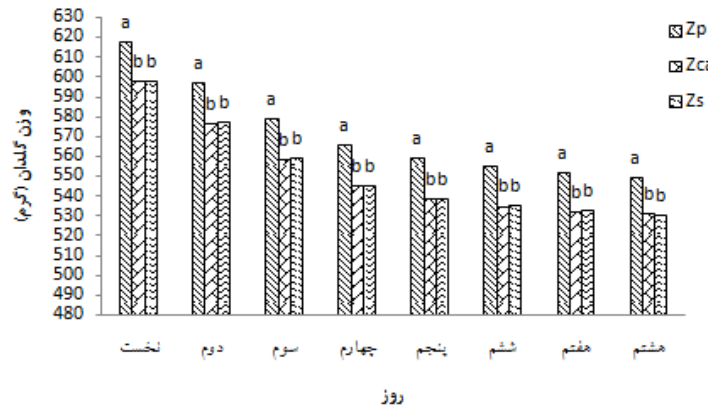 630
620
610
600
590
580
570
560
550
540
530
520
510
500
490
480
وزن گلدان (گرم)
a
b b
a
b b
a
b b
a
b b
a
b b
a
b b
a
b b
a
b b
Zp
Zca
Zs
نخست دوم سوم چهارم پنجم ششم هفتم هشتم
روز